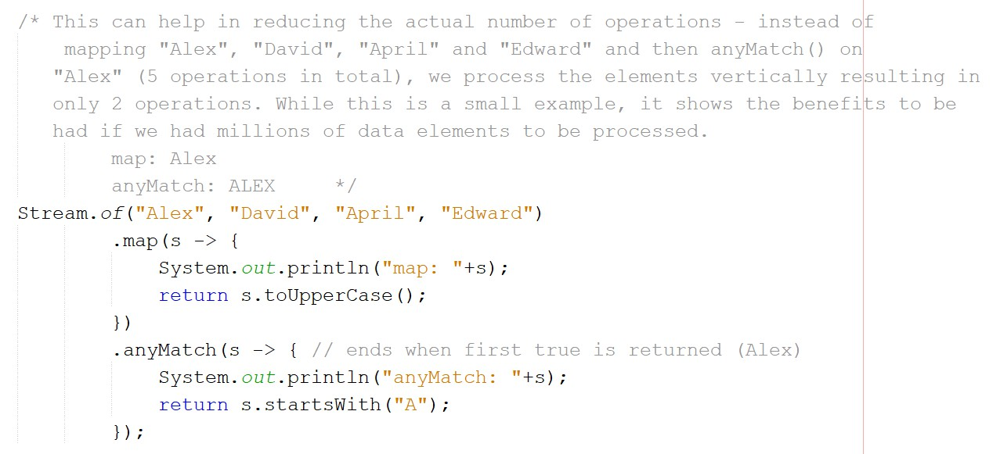 /* This can help in reducing the actual number of operations – instead of
mapping "Alex", "David", "April" and "Edward" and then anyMatch() on
"Alex" (5 operations in total), we process the elements vertically resulting in
only 2 operations. While this is a small example, it shows the benefits to be
had if we had millions of data elements to be processed.
map: Alex
anyMatch: ALEX */
Stream.of("Alex", "David", "April", "Edward")
.map(s -> {
System.out.println("map: "+s);
return s.toUpperCase();
})
.anyMatch(s -> { // ends when first true is returned (Alex)
System.out.println("anyMatch: "+s);
return s.startsWith("A");
});